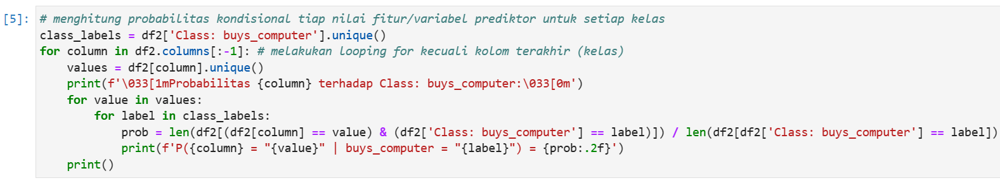 [5]: # menghitung probabilitas kondisional tiap nilai fitur/variabel prediktor untuk setiap kelas
class_labels = df2['Class: buys_computer'].unique()
for column in df2.columns[:-1]: # melakukan looping for kecuali kolom terakhir (kelas)
    values = df2[column].unique()
    print(f'\033[1mProbabilitas {column} terhadap Class: buys_computer:\033[0m')
    for value in values:
        for label in class_labels:
            prob = len(df2[(df2[column] == value) & (df2['Class: buys_computer'] == label)]) / len(df2[df2['Class: buys_computer'] == label])
            print(f'P({column} = "{value}" | buys_computer = "{label}") = {prob:.2f}')
    print()